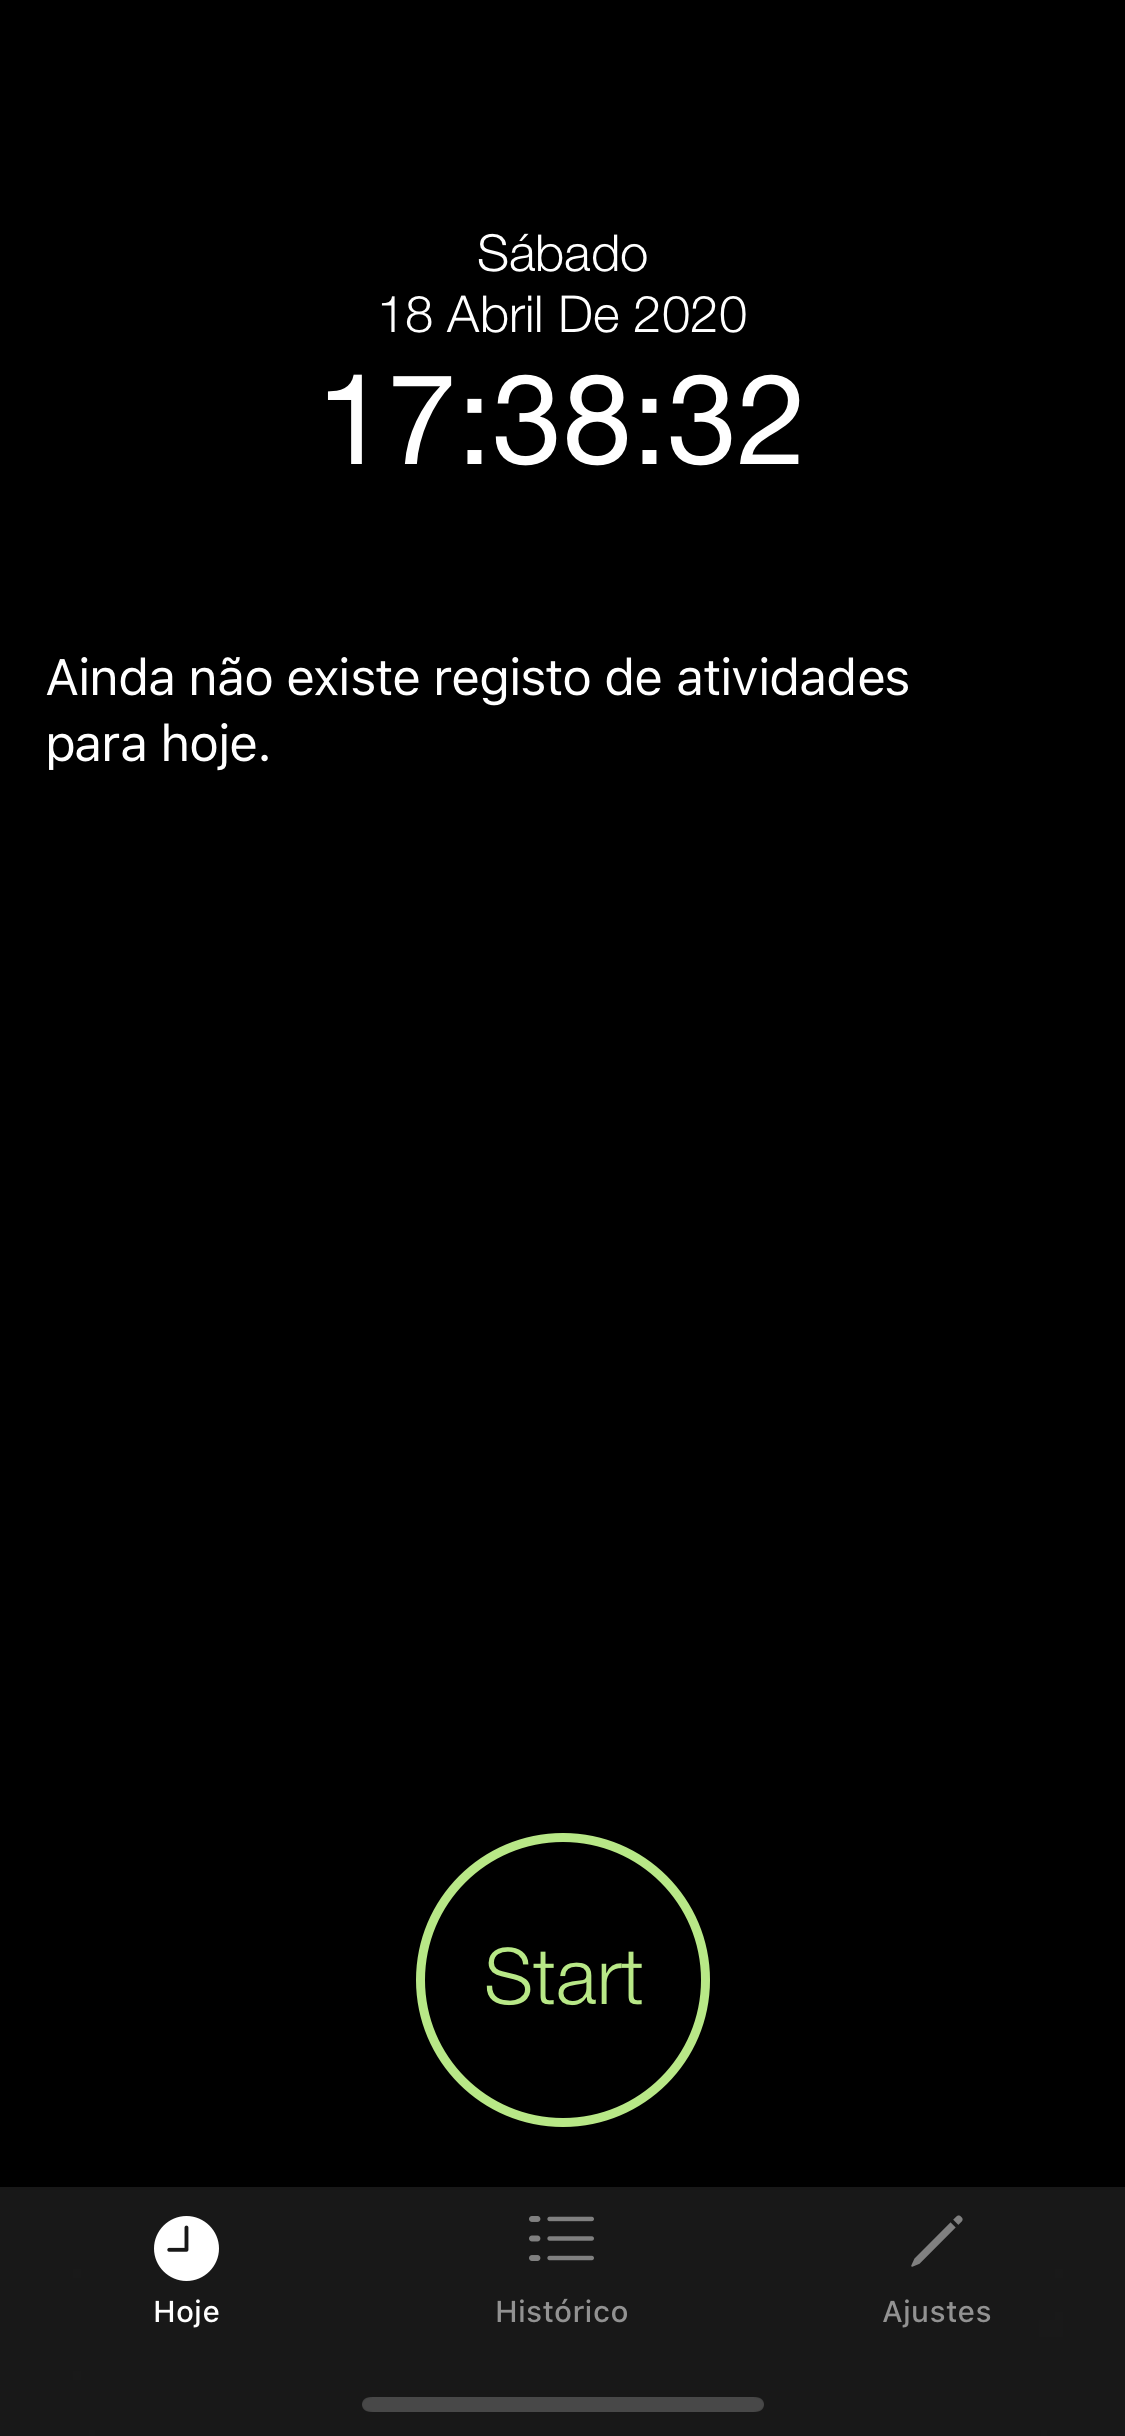 Sábado
18 Abril De 2020
17:38:32
Ainda não existe registo de atividades
para hoje.
Start
Hoje
Histórico
Ajustes